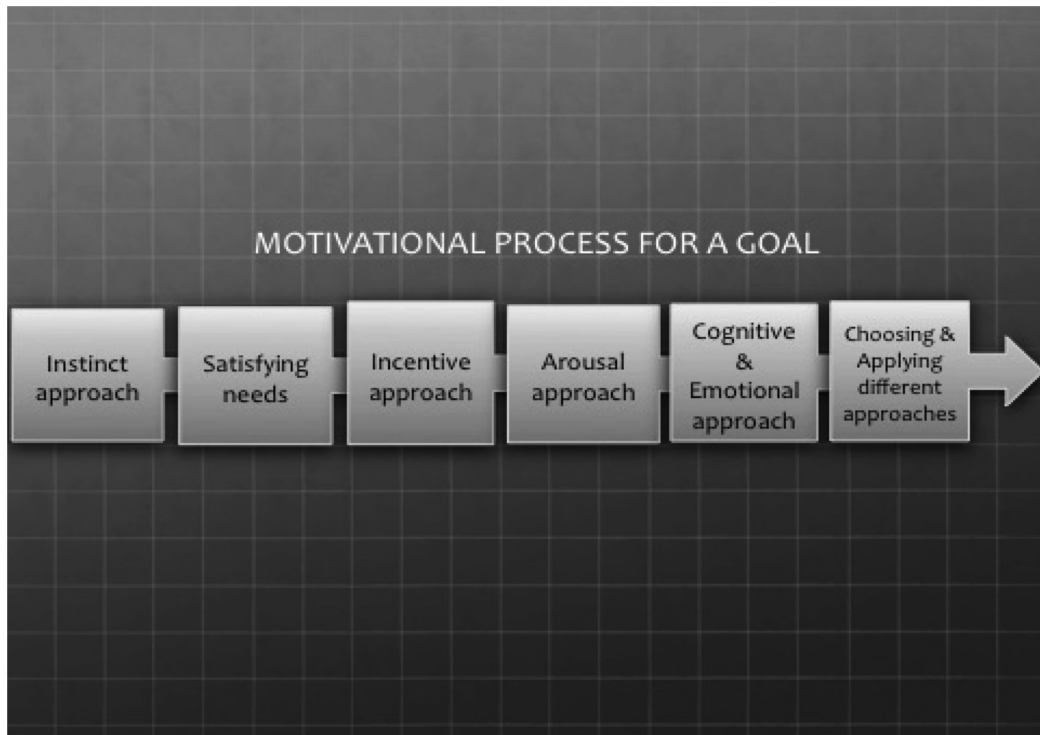 MOTIVATIONAL PROCESS FOR A GOAL
Instinct
approach
Satisfying
needs
Incentive
approach
Arousal
approach
Cognitive
&
Emotional
approach
Choosing &
Applying
different
approaches